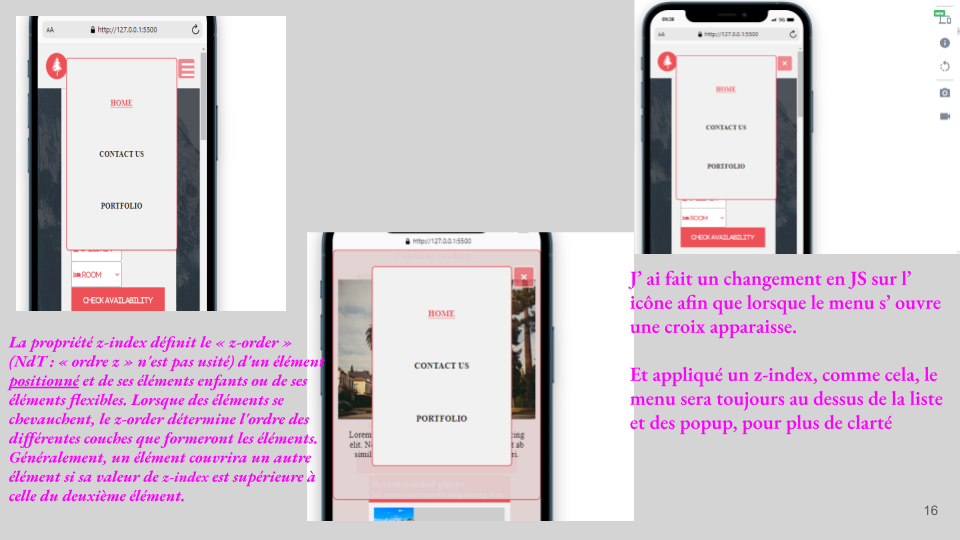 AA http://127.0.0.1:5500
HOME
CONTACT US
PORTFOLIO
ROOM
CHECK AVAILABILITY
La propriété z-index définit le « z-order »
(NdT : « ordre z » n'est pas usité) d'un élément
positionné et de ses éléments enfants ou de ses
éléments flexibles. Lorsque des éléments se
chevauchent, le z-order détermine l'ordre des
différentes couches que formeront les éléments.
Généralement, un élément couvrira un autre
élément si sa valeur de z-index est supérieure à
celle du deuxième élément.
http://127.0.0.1:5500
HOME
CONTACT US
PORTFOLIO
Lorem
elit.
simil
cing
t ab
ri.
09:36 5G
AA http://127.0.0.1:5500
HOME
CONTACT US
PORTFOLIO
ROOM
CHECK AVAILABILITY
J’ ai fait un changement en JS sur l’
icône afin que lorsque le menu s’ ouvre
une croix apparaisse.
Et appliqué un z-index, comme cela, le
menu sera toujours au dessus de la liste
et des popup, pour plus de clarté
16